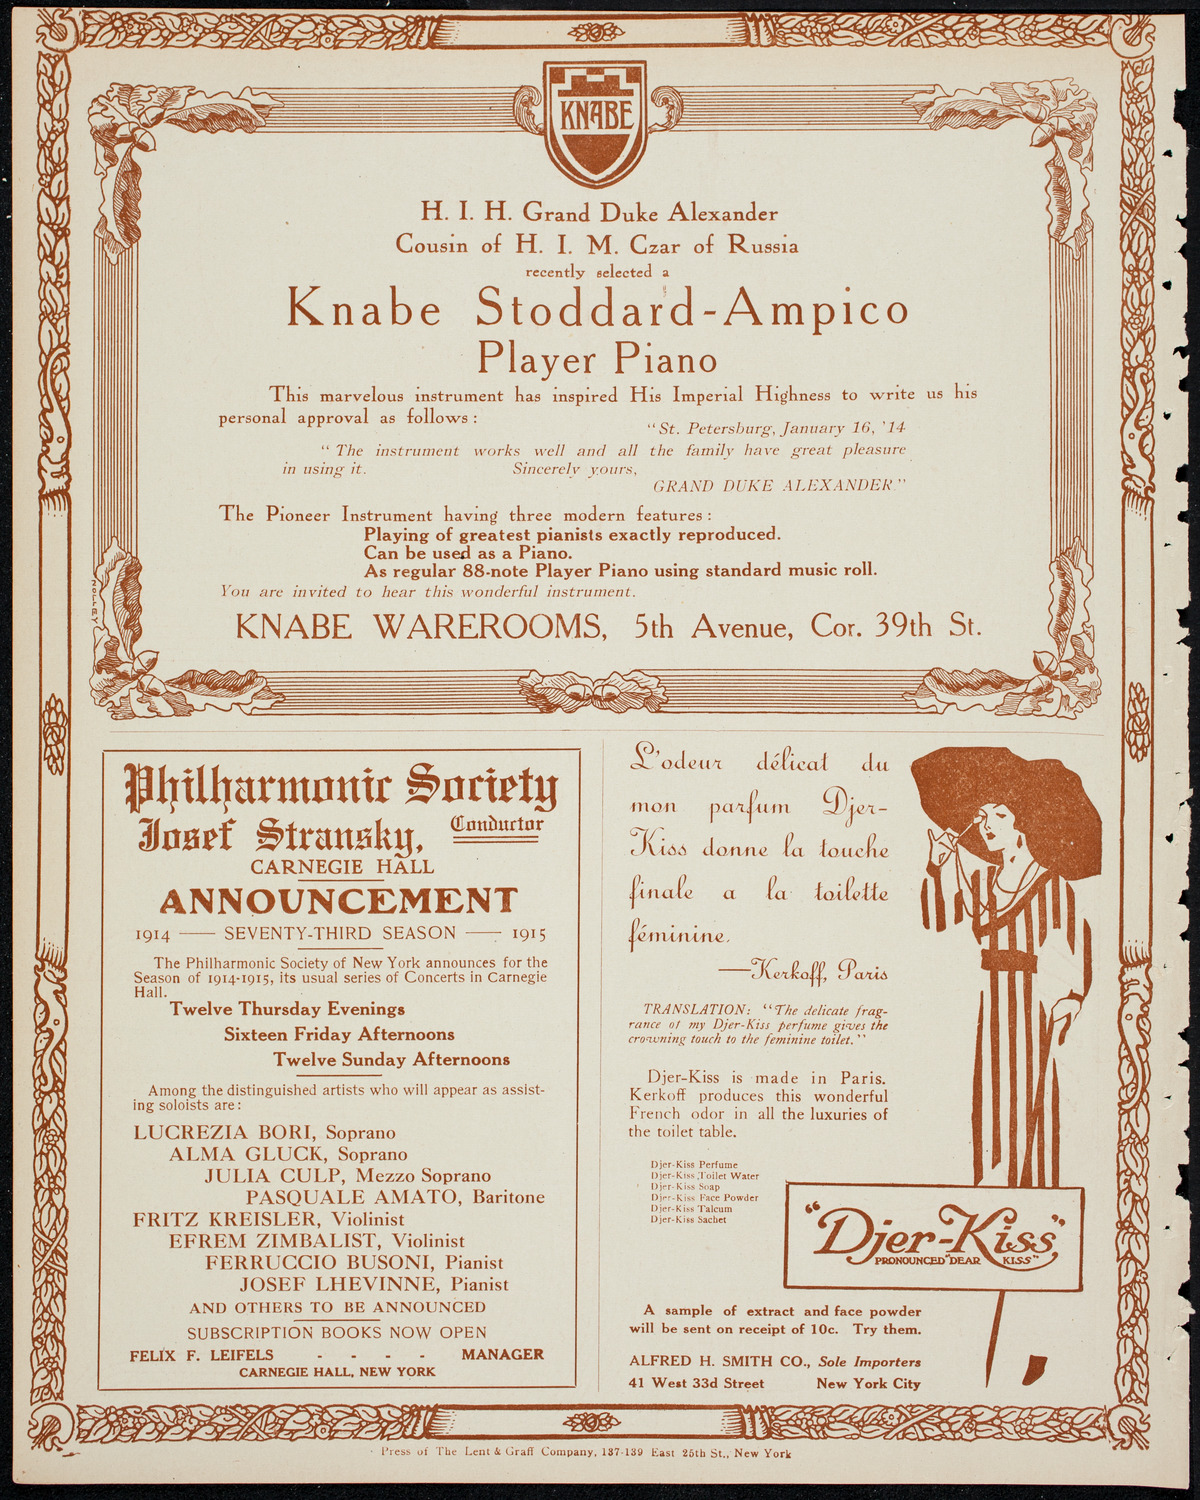 KNABE
H. I. H. Grand Duke Alexander
Cousin of H. I. M. Czar of Russia
recently selected a
Knabe Stoddard-Ampico
Player Piano
This marvelous instrument has inspired His Imperial Highness to write us his
personal approval as follows:
"St. Petersburg, January 16, '14
"The instrument works well and all the family have great pleasure
in using it. Sincerely yours,
GRAND DUKE ALEXANDER."
The Pioneer Instrument having three modern features:
Playing of greatest pianists exactly reproduced.
Can be used as a Piano.
As regular 88-note Player Piano using standard music roll.
You are invited to hear this wonderful instrument.
KNABE WAREROOMS, 5th Avenue, Cor. 39th St.
Philharmonic Society
Josef Stransky, Conductor
CARNEGIE HALL
ANNOUNCEMENT
1914 — SEVENTY-THIRD SEASON — 1915
The Philharmonic Society of New York announces for the
Season of 1914-1915, its usual series of Concerts in Carnegie
Hall.
Twelve Thursday Evenings
Sixteen Friday Afternoons
Twelve Sunday Afternoons
Among the distinguished artists who will appear as assist-
ing soloists are:
LUCREZIA BORI, Soprano
ALMA GLUCK, Soprano
JULIA CULP, Mezzo Soprano
PASQUALE AMATO, Baritone
FRITZ KREISLER, Violinist
EFREM ZIMBALIST, Violinist
FERRUCCIO BUSONI, Pianist
JOSEF LHEVINNE, Pianist
AND OTHERS TO BE ANNOUNCED
SUBSCRIPTION BOOKS NOW OPEN
FELIX F. LEIFELS - - - - MANAGER
CARNEGIE HALL, NEW YORK
L'odeur délicat du
mon parfum Djer-
Kiss donne la touche
finale a la toilette
féminine.
—Kerkoff, Paris
TRANSLATION: "The delicate frag-
rance of my Djer-Kiss perfume gives the
crowning touch to the feminine toilet."
Djer-Kiss is made in Paris.
Kerkoff produces this wonderful
French odor in all the luxuries of
the toilet table.
Djer-Kiss Perfume
Djer-Kiss Toilet Water
Djer-Kiss Soap
Djer-Kiss Face Powder
Djer-Kiss Talcum
Djer-Kiss Sachet
"Djer-Kiss"
PRONOUNCED "DEAR KISS"
A sample of extract and face powder
will be sent on receipt of 10c. Try them.
ALFRED H. SMITH CO., Sole Importers
41 West 33d Street New York City
Press of The Lent & Graff Company, 137-139 East 25th St., New York